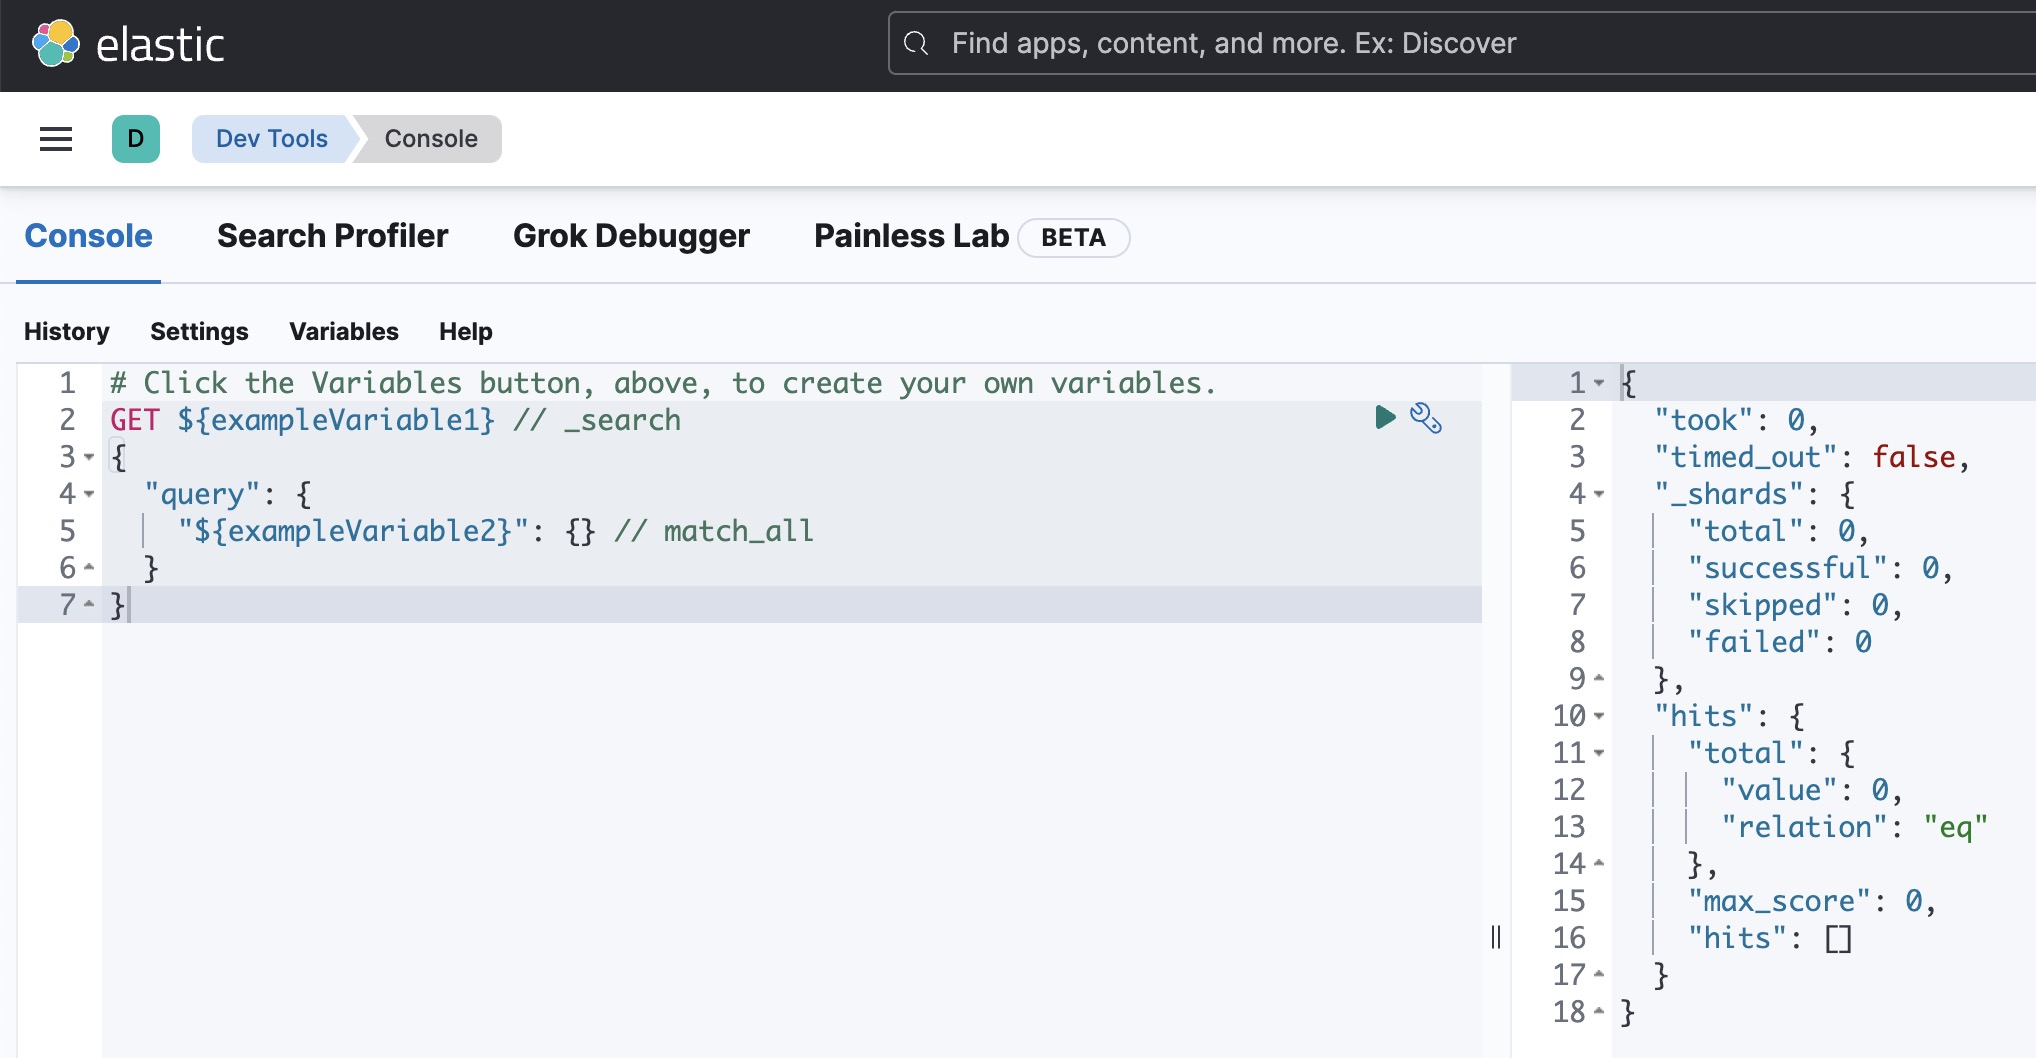 elastic
Find apps, content, and more. Ex: Discover
D
Dev Tools
Console
Console
Search Profiler
Grok Debugger
Painless Lab
BETA
History
Settings
Variables
Help
1 # Click the Variables button, above, to create your own variables.
2 GET ${exampleVariable1} // _search
3 {
4 "query": {
5 "${exampleVariable2}": {} // match_all
6 }
7 }
1 {
2 "took": 0,
3 "timed_out": false,
4 "_shards": {
5 "total": 0,
6 "successful": 0,
7 "skipped": 0,
8 "failed": 0
9 },
10 "hits": {
11 "total": {
12 "value": 0,
13 "relation": "eq"
14 },
15 "max_score": 0,
16 "hits": []
17 }
18 }